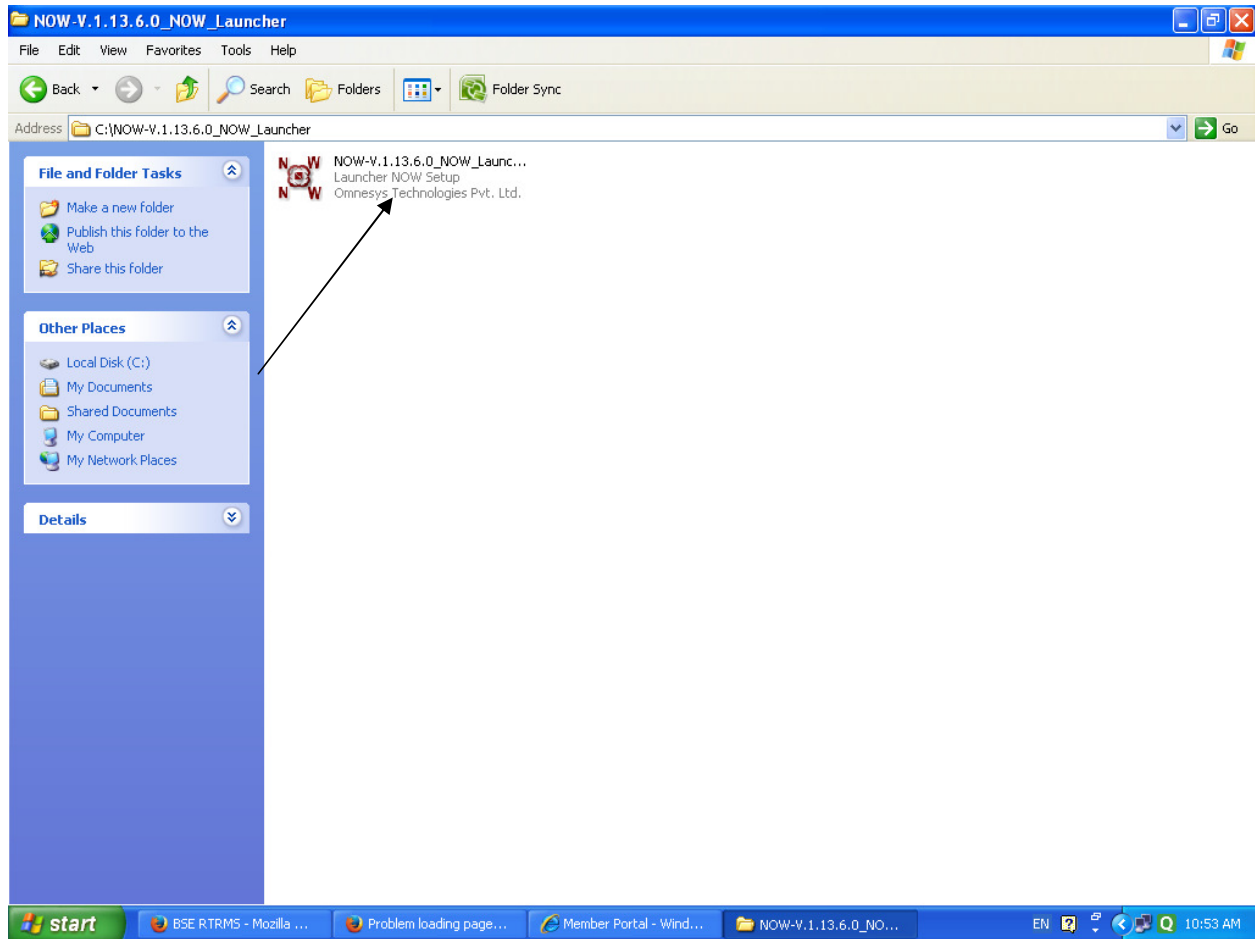 NOW-V.1.13.6.0_NOW_Launcher
File Edit View Favorites Tools Help
Back Search Folders Folder Sync
Address C:\NOW-V.1.13.6.0_NOW_Launcher Go
File and Folder Tasks
Make a new folder
Publish this folder to the
Web
Share this folder
Other Places
Local Disk (C:)
My Documents
Shared Documents
My Computer
My Network Places
Details
N W
N W
NOW-V.1.13.6.0_NOW_Launc...
Launcher NOW Setup
Omnesys Technologies Pvt. Ltd.
start BSE RTRMS - Mozilla ... Problem loading page... Member Portal - Wind... NOW-V.1.13.6.0_NO... EN ? Q 10:53 AM